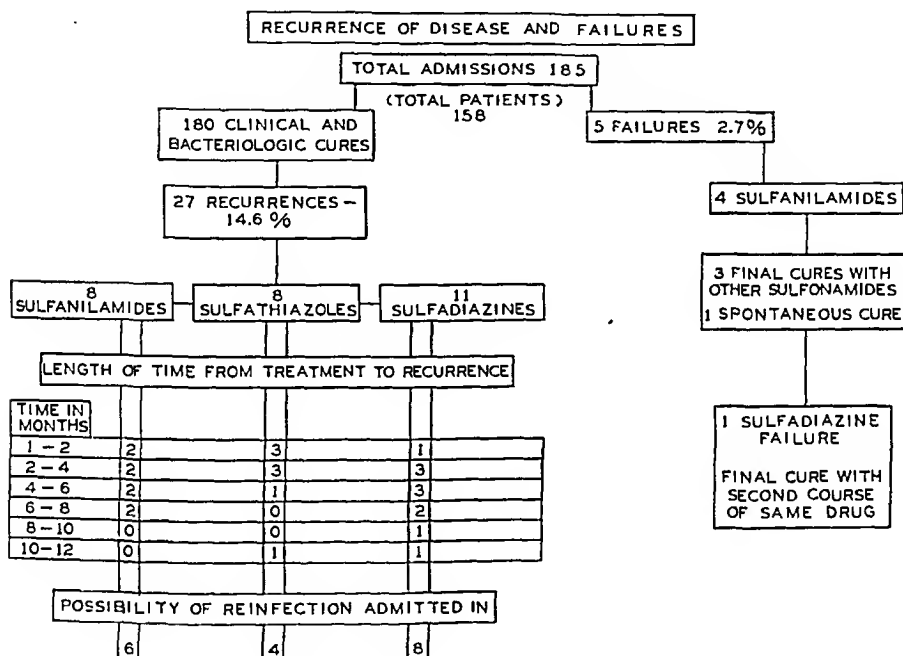 RECURRENCE OF DISEASE AND FAILURES
TOTAL ADMISSIONS 185
(TOTAL PATIENTS)
158
180 CLINICAL AND
BACTERIOLOGIC CURES
5 FAILURES 2.7%
27 RECURRENCES –
14.6 %
4 SULFANILAMIDES
8
SULFANILAMIDES
8
SULFATHIAZOLES
11
SULFADIAZINES
3 FINAL CURES WITH
OTHER SULFONAMIDES
1 SPONTANEOUS CURE
LENGTH OF TIME FROM TREATMENT TO RECURRENCE
TIME IN
MONTHS
1 – 2 2 3 1
2 – 4 2 3 3
4 – 6 2 1 3
6 – 8 2 0 2
8 – 10 0 0 1
10 – 12 0 1 1
1 SULFADIAZINE
FAILURE
FINAL CURE WITH
SECOND COURSE
OF SAME DRUG
POSSIBILITY OF REINFECTION ADMITTED IN
6 4 8